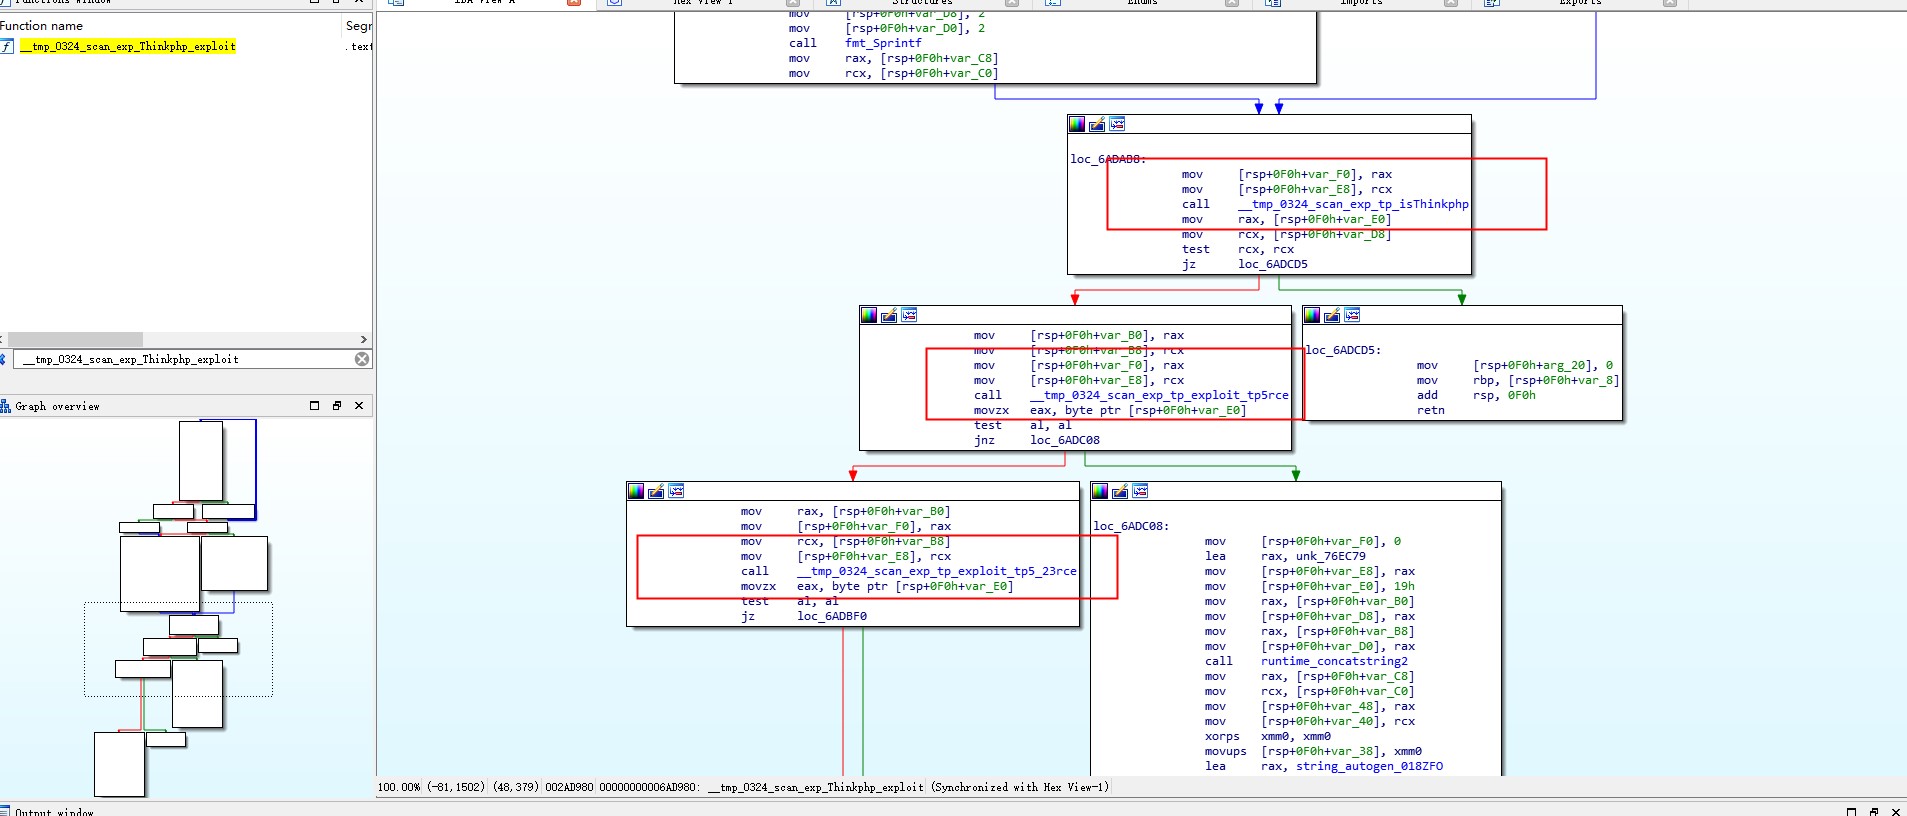 Functions window
IDA View-A
Hex View-1
Structures
Enums
Imports
Exports
Function name
Segr
f __tmp_0324_scan_exp_Thinkphp_exploit
.text
__tmp_0324_scan_exp_Thinkphp_exploit
Graph overview
mov [rsp+0F0h+var_D8], 2
mov [rsp+0F0h+var_D0], 2
call fmt_Sprintf
mov rax, [rsp+0F0h+var_C8]
mov rcx, [rsp+0F0h+var_C0]
loc_6ADAB8:
mov [rsp+0F0h+var_F0], rax
mov [rsp+0F0h+var_E8], rcx
call __tmp_0324_scan_exp_tp_isThinkphp
mov rax, [rsp+0F0h+var_E0]
mov rcx, [rsp+0F0h+var_D8]
test rcx, rcx
jz loc_6ADCD5
mov [rsp+0F0h+var_B0], rax
mov [rsp+0F0h+var_B8], rcx
mov [rsp+0F0h+var_F0], rax
mov [rsp+0F0h+var_E8], rcx
call __tmp_0324_scan_exp_tp_exploit_tp5rce
movzx eax, byte ptr [rsp+0F0h+var_E0]
test al, al
jnz loc_6ADC08
loc_6ADCD5:
mov [rsp+0F0h+arg_20], 0
mov rbp, [rsp+0F0h+var_8]
add rsp, 0F0h
retn
mov rax, [rsp+0F0h+var_B0]
mov [rsp+0F0h+var_F0], rax
mov rcx, [rsp+0F0h+var_B8]
mov [rsp+0F0h+var_E8], rcx
call __tmp_0324_scan_exp_tp_exploit_tp5_23rce
movzx eax, byte ptr [rsp+0F0h+var_E0]
test al, al
jz loc_6ADBF0
loc_6ADC08:
mov [rsp+0F0h+var_F0], 0
lea rax, unk_76EC79
mov [rsp+0F0h+var_E8], rax
mov [rsp+0F0h+var_E0], 19h
mov rax, [rsp+0F0h+var_B0]
mov [rsp+0F0h+var_D8], rax
mov rax, [rsp+0F0h+var_B8]
mov [rsp+0F0h+var_D0], rax
call runtime_concatstring2
mov rax, [rsp+0F0h+var_C8]
mov rcx, [rsp+0F0h+var_C0]
mov [rsp+0F0h+var_48], rax
mov [rsp+0F0h+var_40], rcx
xorps xmm0, xmm0
movups [rsp+0F0h+var_38], xmm0
lea rax, string_autogen_018ZFO
100.00% (-81,1502) (48,379) 002AD980 00000000006AD980: __tmp_0324_scan_exp_Thinkphp_exploit (Synchronized with Hex View-1)
Output window